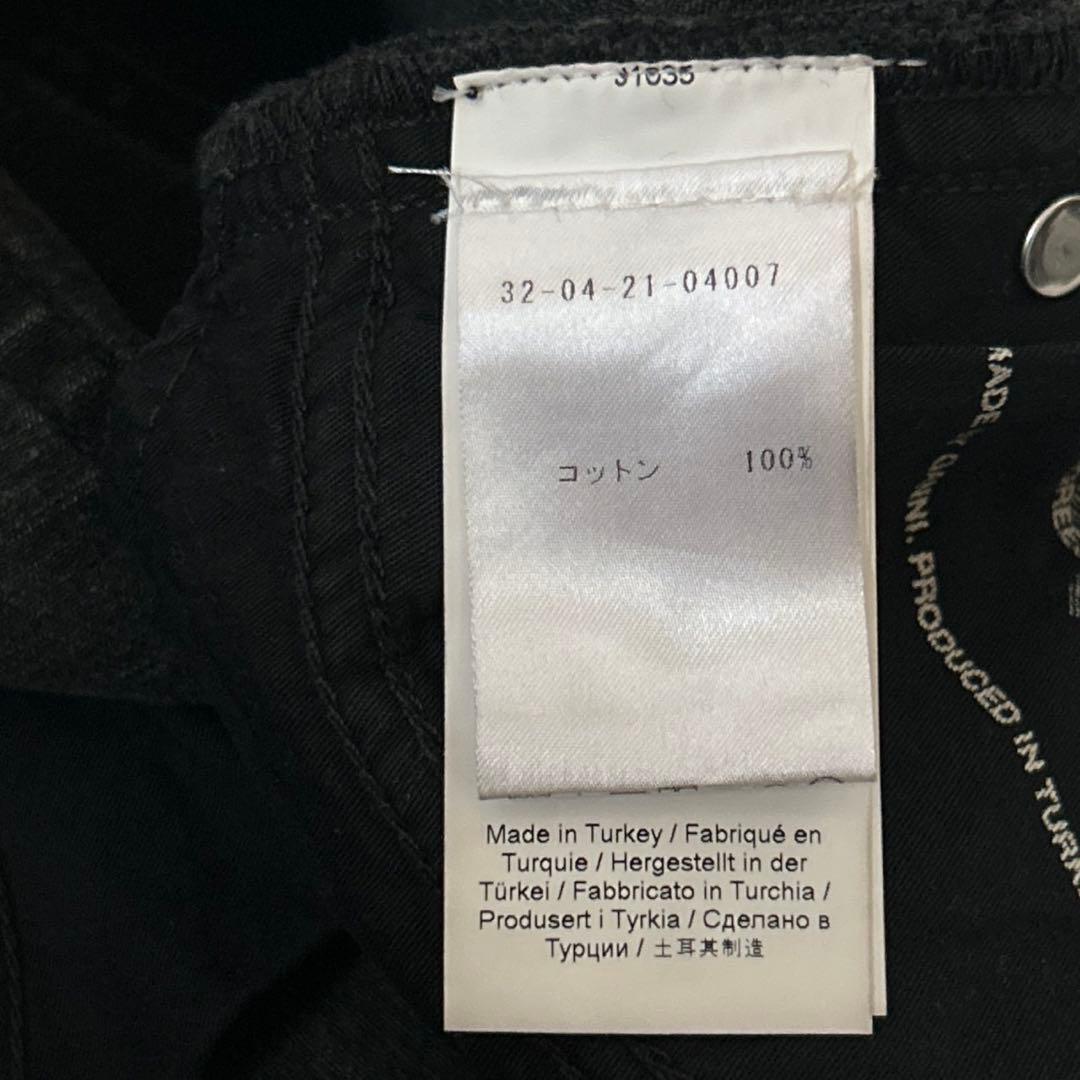 31635
32-04-21-04007
コットン 100%
Made in Turkey / Fabriqué en
Turquie / Hergestellt in der
Türkei / Fabbricato in Turchia /
Produsert i Tyrkia / Сделано в
Турции / 土耳其制造
PRODUCED IN